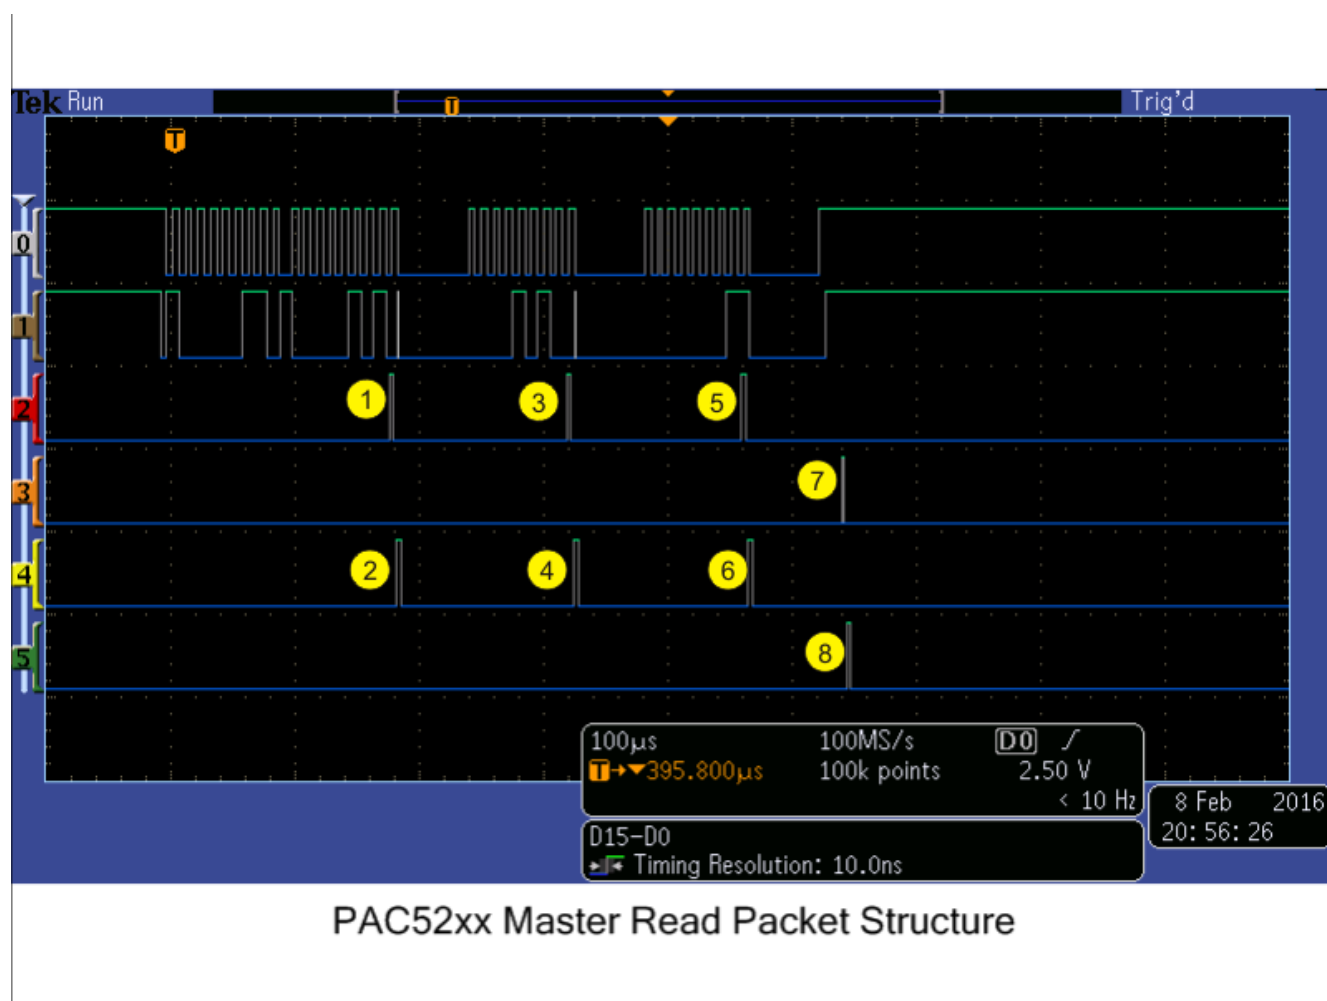 Tek Run
Trig'd
T
T
0
1
2
3
4
5
1
3
5
7
2
4
6
8
100µs 100MS/s D0
T→▼395.800µs 100k points 2.50 V
< 10 Hz
8 Feb 2016
20:56:26
D15-D0
Timing Resolution: 10.0ns
PAC52xx Master Read Packet Structure